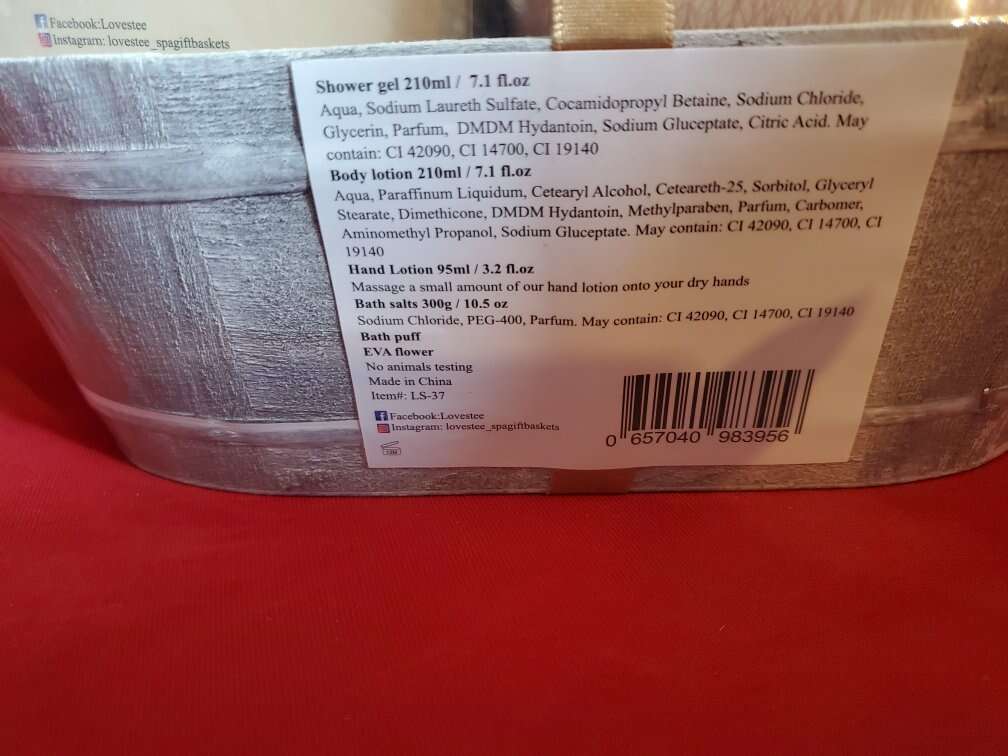 Facebook:Lovestee
Instagram: lovestee_spagiftbaskets
Shower gel 210ml / 7.1 fl.oz
Aqua, Sodium Laureth Sulfate, Cocamidopropyl Betaine, Sodium Chloride,
Glycerin, Parfum, DMDM Hydantoin, Sodium Gluceptate, Citric Acid. May
contain: CI 42090, CI 14700, CI 19140
Body lotion 210ml / 7.1 fl.oz
Aqua, Paraffinum Liquidum, Cetearyl Alcohol, Ceteareth-25, Sorbitol, Glyceryl
Stearate, Dimethicone, DMDM Hydantoin, Methylparaben, Parfum, Carbomer,
Aminomethyl Propanol, Sodium Gluceptate. May contain: CI 42090, CI 14700, CI
19140
Hand Lotion 95ml / 3.2 fl.oz
Massage a small amount of our hand lotion onto your dry hands
Bath salts 300g / 10.5 oz
Sodium Chloride, PEG-400, Parfum. May contain: CI 42090, CI 14700, CI 19140
Bath puff
EVA flower
No animals testing
Made in China
Item#: LS-37
Facebook:Lovestee
Instagram: lovestee_spagiftbaskets
0 657040 983956